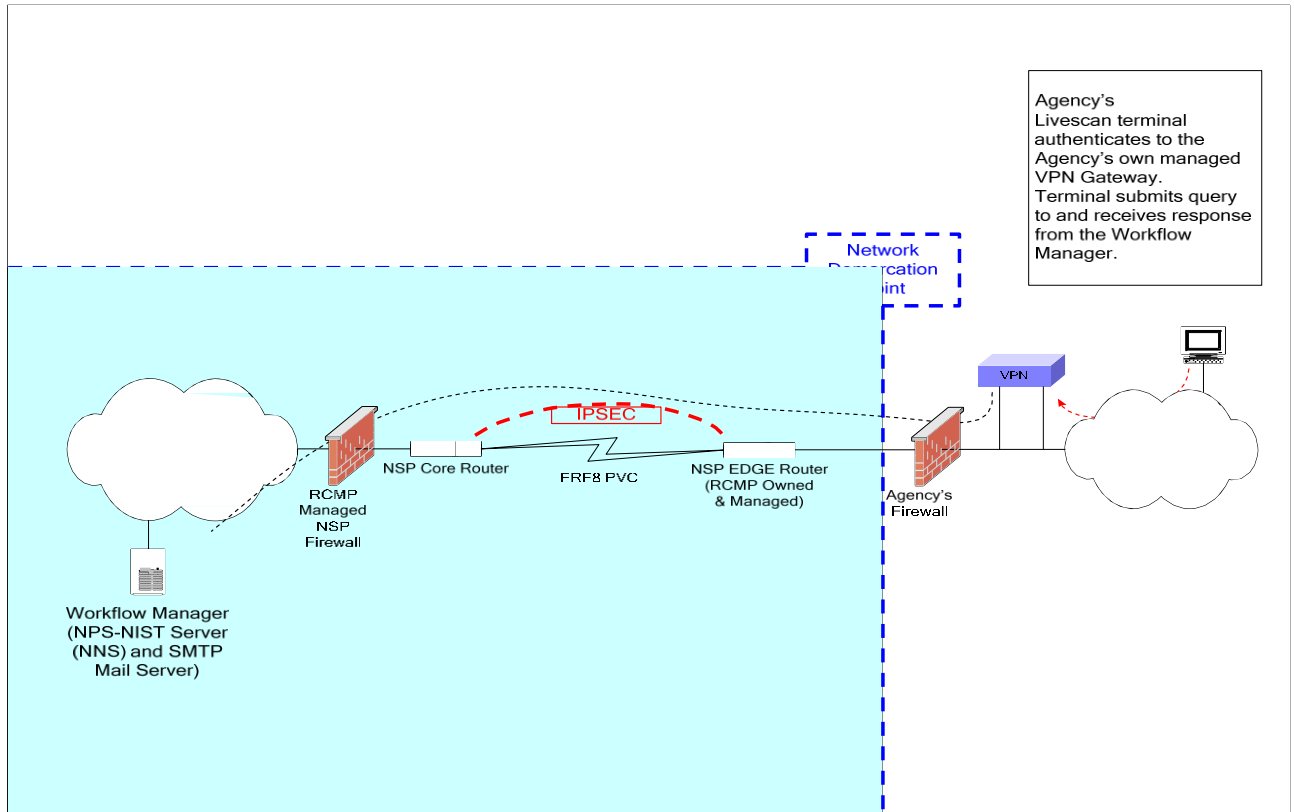 Agency's
Livescan terminal
authenticates to the
Agency's own managed
VPN Gateway.
Terminal submits query
to and receives response
from the Workflow
Manager.
Network
VPN
IPSEC
NSP Core Router
FRF8 PVC
NSP EDGE Router
(RCMP Owned
& Managed)
RCMP
Managed
NSP
Firewall
Agency's
Firewall
Workflow Manager
(NPS-NIST Server
(NNS) and SMTP
Mail Server)